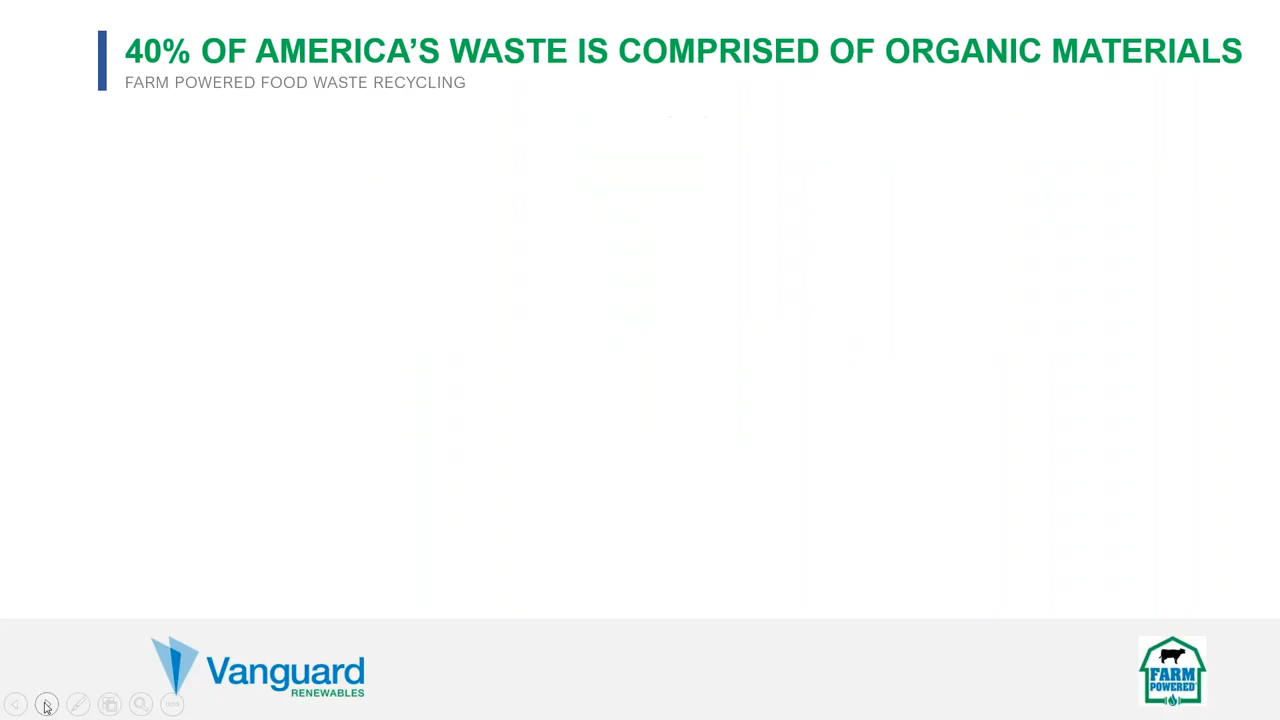 40% OF AMERICA’S WASTE IS COMPRISED OF ORGANIC MATERIALS
FARM POWERED FOOD WASTE RECYCLING
Vanguard
RENEWABLES
FARM
POWERED